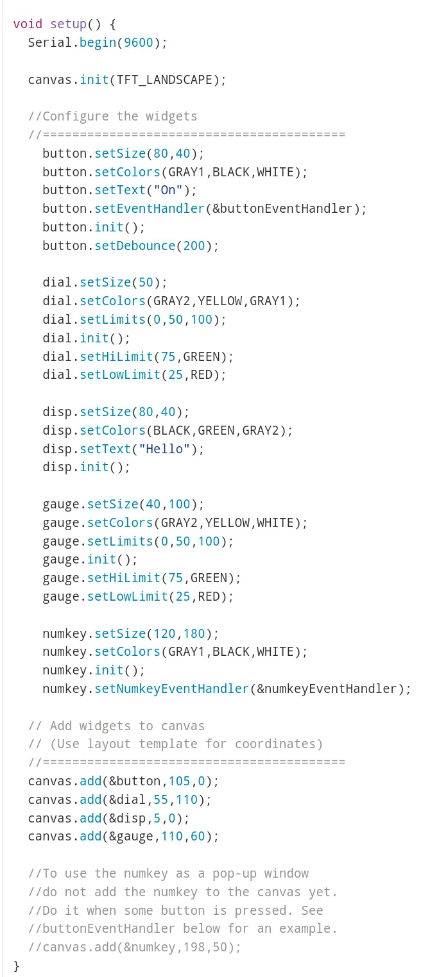 void setup() {
  Serial.begin(9600);

  canvas.init(TFT_LANDSCAPE);

  //Configure the widgets
  //=========================================
    button.setSize(80,40);
    button.setColors(GRAY1,BLACK,WHITE);
    button.setText("On");
    button.setEventHandler(&buttonEventHandler);
    button.init();
    button.setDebounce(200);

    dial.setSize(50);
    dial.setColors(GRAY2,YELLOW,GRAY1);
    dial.setLimits(0,50,100);
    dial.init();
    dial.setHiLimit(75,GREEN);
    dial.setLowLimit(25,RED);

    disp.setSize(80,40);
    disp.setColors(BLACK,GREEN,GRAY2);
    disp.setText("Hello");
    disp.init();

    gauge.setSize(40,100);
    gauge.setColors(GRAY2,YELLOW,WHITE);
    gauge.setLimits(0,50,100);
    gauge.init();
    gauge.setHiLimit(75,GREEN);
    gauge.setLowLimit(25,RED);

    numkey.setSize(120,180);
    numkey.setColors(GRAY1,BLACK,WHITE);
    numkey.init();
    numkey.setNumkeyEventHandler(&numkeyEventHandler);

  // Add widgets to canvas
  // (Use layout template for coordinates)
  //=========================================
  canvas.add(&button,105,0);
  canvas.add(&dial,55,110);
  canvas.add(&disp,5,0);
  canvas.add(&gauge,110,60);

  //To use the numkey as a pop-up window
  //do not add the numkey to the canvas yet.
  //Do it when some button is pressed. See
  //buttonEventHandler below for an example.
  //canvas.add(&numkey,198,50);
}